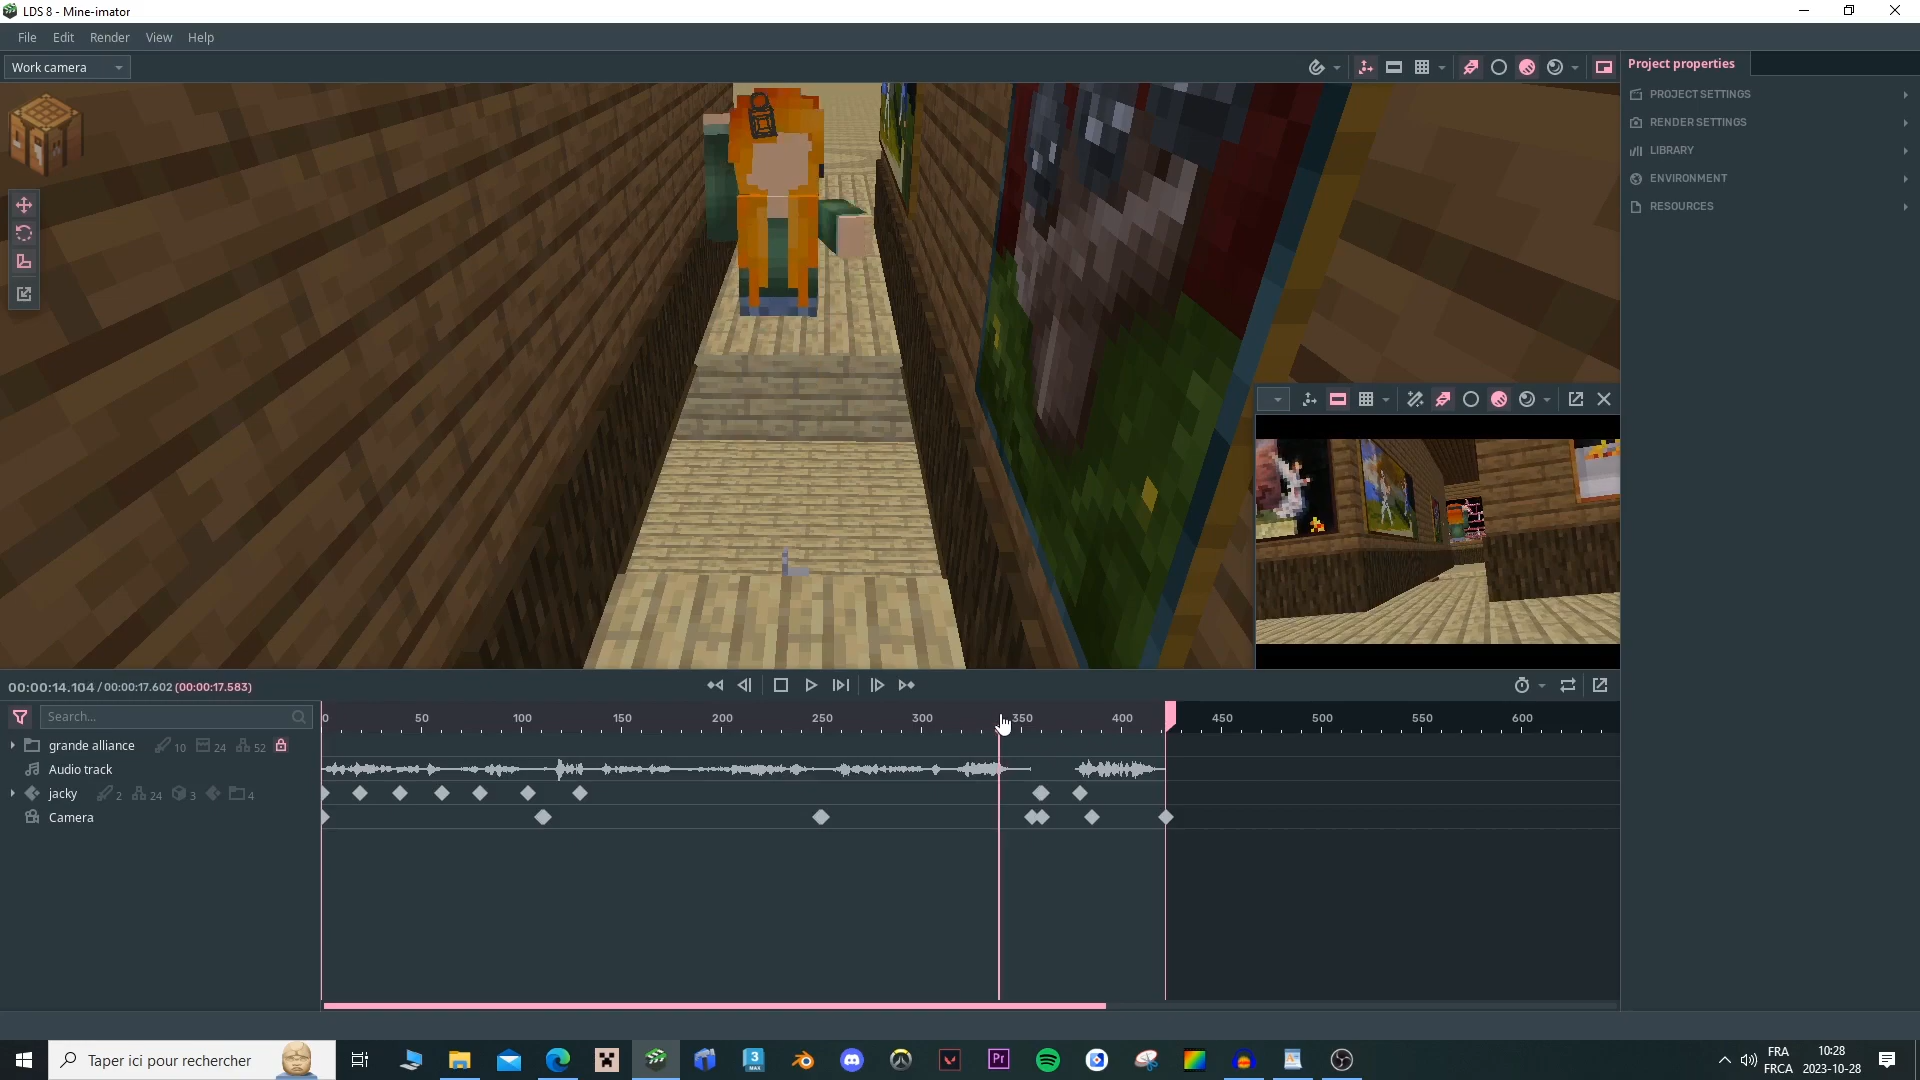 LDS 8 - Mine-imator
File Edit Render View Help
Work camera
Project properties
PROJECT SETTINGS
RENDER SETTINGS
LIBRARY
ENVIRONMENT
RESOURCES
00:00:14.104 / 00:00:17.602 (00:00:17.583)
Search...
0 50 100 150 200 250 300 350 400 450 500 550 600
grande alliance 10 24 52
Audio track
jacky 2 24 3 4
Camera
Taper ici pour rechercher
3
MAX
Pr
FRA
FRCA
10:28
2023-10-28